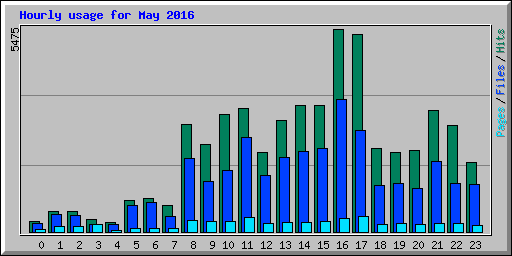 Hourly usage for May 2016
5475
Pages/Files/Hits
0 1 2 3 4 5 6 7 8 9 10 11 12 13 14 15 16 17 18 19 20 21 22 23